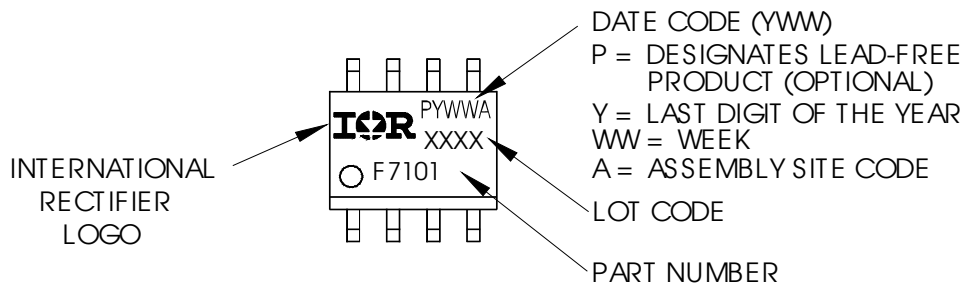 DATE CODE (YWW)
P = DESIGNATES LEAD-FREE
PRODUCT (OPTIONAL)
Y = LAST DIGIT OF THE YEAR
WW = WEEK
A = ASSEMBLY SITE CODE
LOT CODE
PART NUMBER
INTERNATIONAL
RECTIFIER
LOGO
IOR
PYWWA
XXXX
F7101